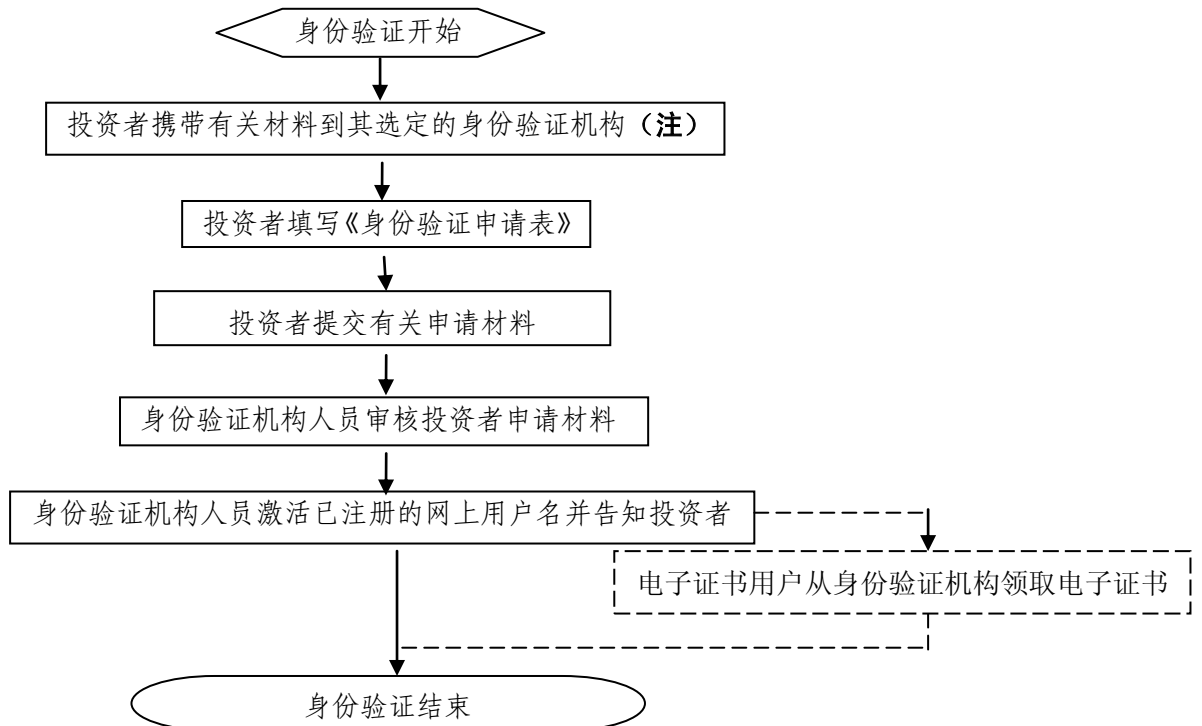 身份验证开始
投资者携带有关材料到其选定的身份验证机构（注）
投资者填写《身份验证申请表》
投资者提交有关申请材料
身份验证机构人员审核投资者申请材料
身份验证机构人员激活已注册的网上用户名并告知投资者
电子证书用户从身份验证机构领取电子证书
身份验证结束